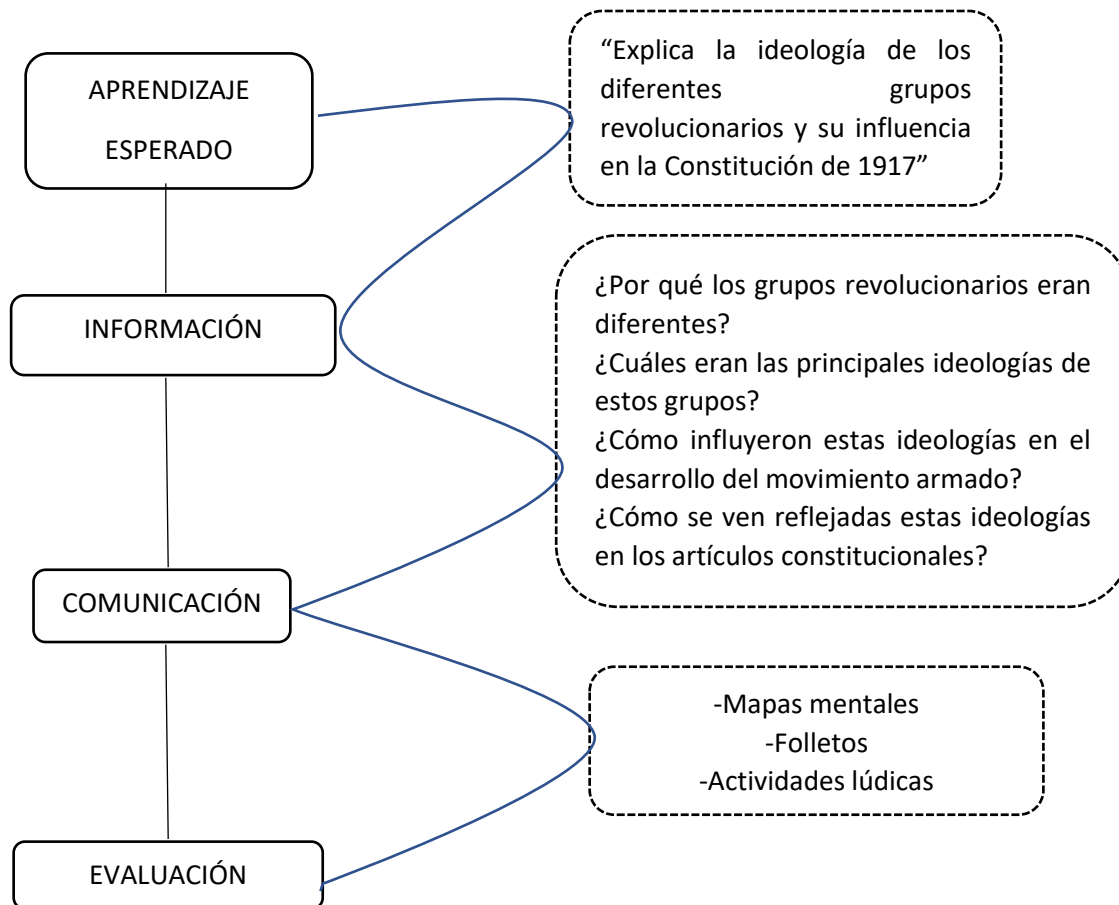 APRENDIZAJE
ESPERADO
“Explica la ideología de los
diferentes grupos
revolucionarios y su influencia
en la Constitución de 1917”
INFORMACIÓN
¿Por qué los grupos revolucionarios eran
diferentes?
¿Cuáles eran las principales ideologías de
estos grupos?
¿Cómo influyeron estas ideologías en el
desarrollo del movimiento armado?
¿Cómo se ven reflejadas estas ideologías
en los artículos constitucionales?
COMUNICACIÓN
-Mapas mentales
-Folletos
-Actividades lúdicas
EVALUACIÓN